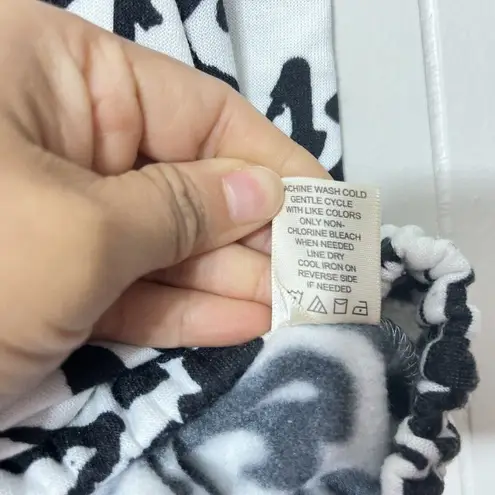 ACHINE WASH COLD
GENTLE CYCLE
WITH LIKE COLORS
ONLY NON-
CHLORINE BLEACH
WHEN NEEDED
LINE DRY
COOL IRON ON
REVERSE SIDE
IF NEEDED